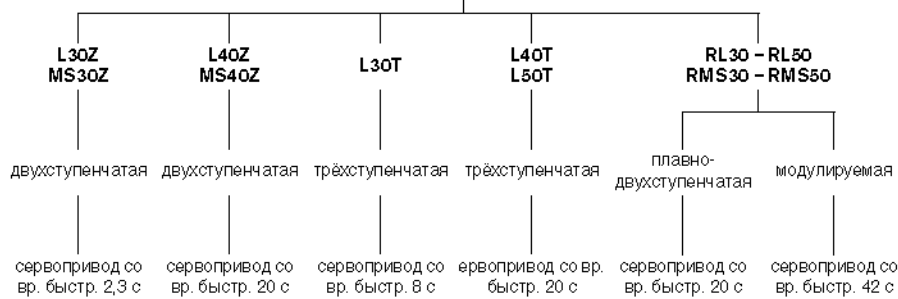 L30Z
MS30Z
L40Z
MS40Z
L30T
L40T
L50T
RL30 – RL50
RMS30 – RMS50
двухступенчатая
двухступенчатая
трёхступенчатая
трёхступенчатая
плавно-
двухступенчатая
модулируемая
сервопривод со
вр. быстр. 2,3 с
сервопривод со
вр. быстр. 20 с
сервопривод со
вр. быстр. 8 с
ервопривод со вр.
быстр. 20 с
сервопривод со
вр. быстр. 20 с
сервопривод со
вр. быстр. 42 с